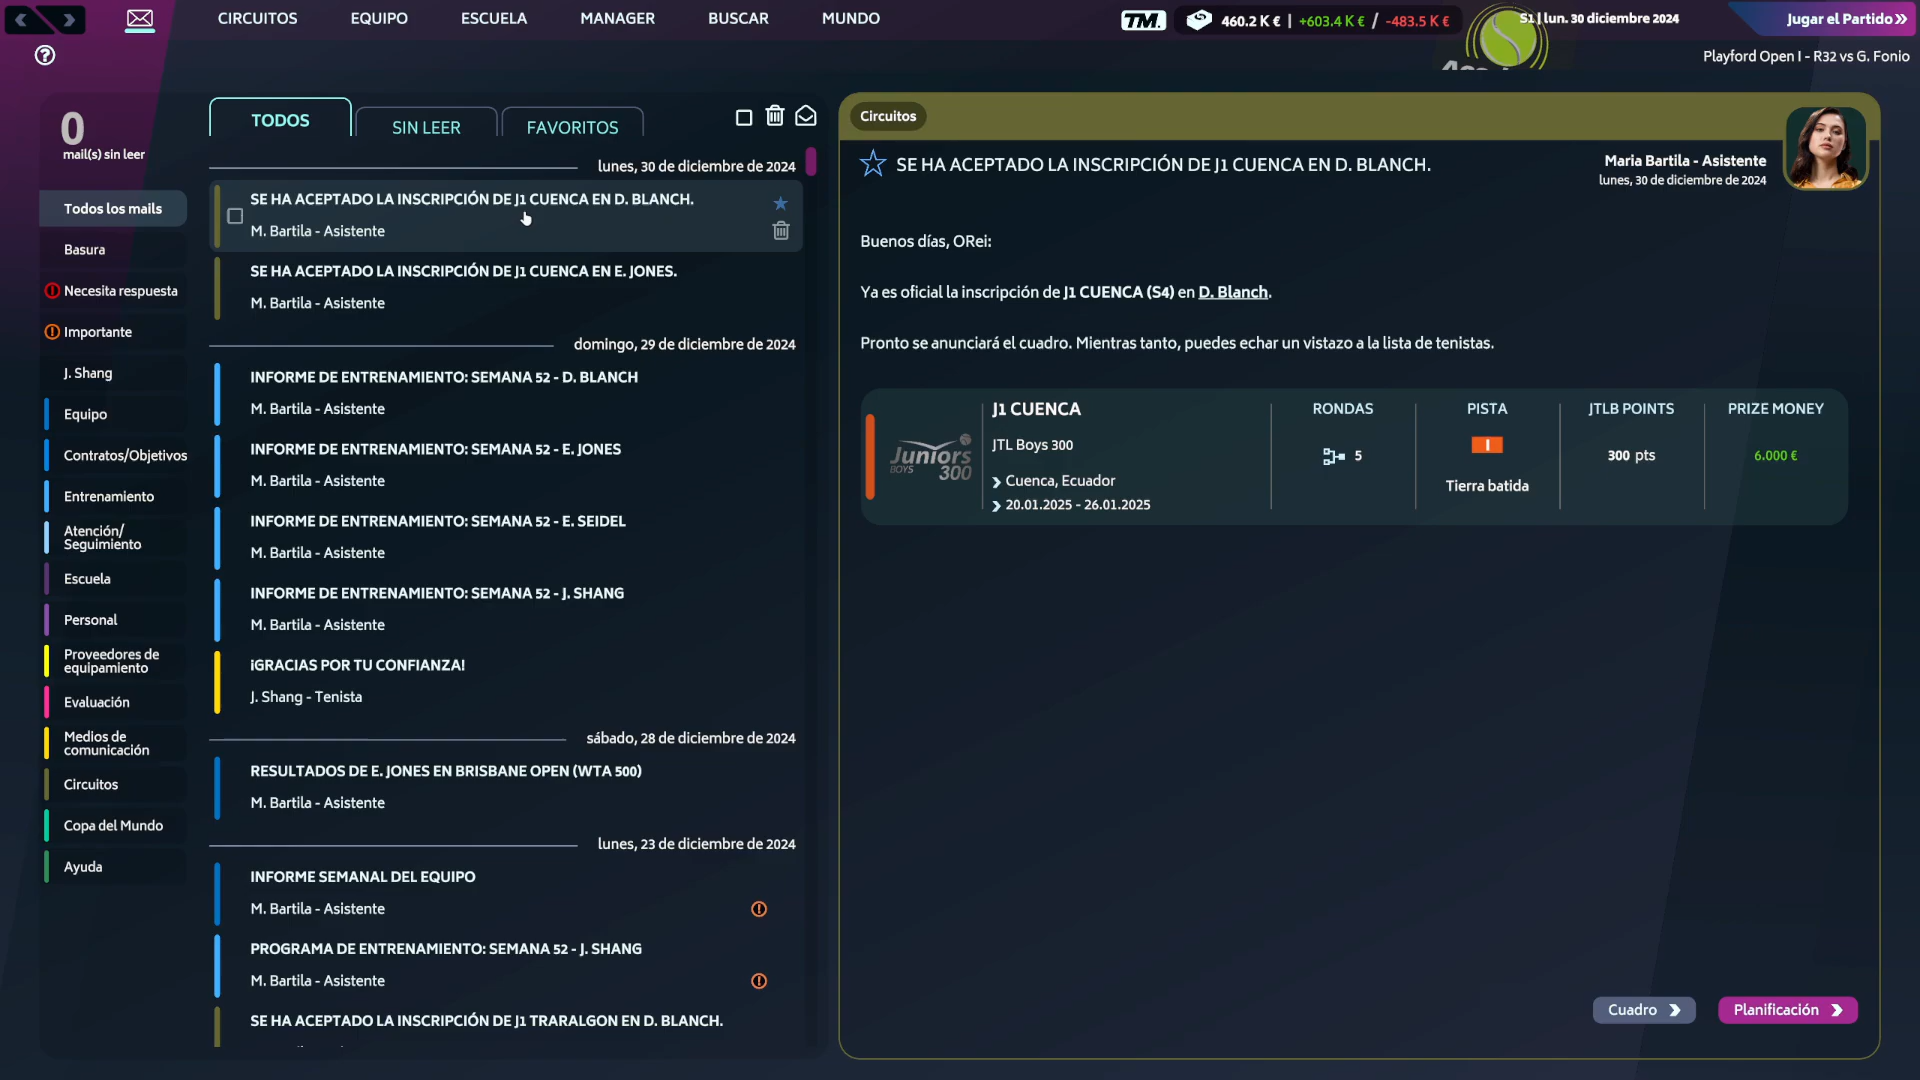 CIRCUITOS
EQUIPO
ESCUELA
MANAGER
BUSCAR
MUNDO
TM.
460.2 K € | +603.4 K € / -483.5 K €
S1 | lun. 30 diciembre 2024
Jugar el Partido
Playford Open I - R32 vs G. Fonio
0
mail(s) sin leer
Todos los mails
Basura
Necesita respuesta
Importante
J. Shang
Equipo
Contratos/Objetivos
Entrenamiento
Atención/
Seguimiento
Escuela
Personal
Proveedores de
equipamiento
Evaluación
Medios de
comunicación
Circuitos
Copa del Mundo
Ayuda
TODOS
SIN LEER
FAVORITOS
lunes, 30 de diciembre de 2024
SE HA ACEPTADO LA INSCRIPCIÓN DE J1 CUENCA EN D. BLANCH.
M. Bartila - Asistente
SE HA ACEPTADO LA INSCRIPCIÓN DE J1 CUENCA EN E. JONES.
M. Bartila - Asistente
domingo, 29 de diciembre de 2024
INFORME DE ENTRENAMIENTO: SEMANA 52 - D. BLANCH
M. Bartila - Asistente
INFORME DE ENTRENAMIENTO: SEMANA 52 - E. JONES
M. Bartila - Asistente
INFORME DE ENTRENAMIENTO: SEMANA 52 - E. SEIDEL
M. Bartila - Asistente
INFORME DE ENTRENAMIENTO: SEMANA 52 - J. SHANG
M. Bartila - Asistente
¡GRACIAS POR TU CONFIANZA!
J. Shang - Tenista
sábado, 28 de diciembre de 2024
RESULTADOS DE E. JONES EN BRISBANE OPEN (WTA 500)
M. Bartila - Asistente
lunes, 23 de diciembre de 2024
INFORME SEMANAL DEL EQUIPO
M. Bartila - Asistente
PROGRAMA DE ENTRENAMIENTO: SEMANA 52 - J. SHANG
M. Bartila - Asistente
SE HA ACEPTADO LA INSCRIPCIÓN DE J1 TRARALGON EN D. BLANCH.
Circuitos
SE HA ACEPTADO LA INSCRIPCIÓN DE J1 CUENCA EN D. BLANCH.
Maria Bartila - Asistente
lunes, 30 de diciembre de 2024
Buenos días, ORei:
Ya es oficial la inscripción de J1 CUENCA (S4) en D. Blanch.
Pronto se anunciará el cuadro. Mientras tanto, puedes echar un vistazo a la lista de tenistas.
Juniors
BOYS 300
J1 CUENCA
JTL Boys 300
Cuenca, Ecuador
20.01.2025 - 26.01.2025
RONDAS
5
PISTA
Tierra batida
JTLB POINTS
300 pts
PRIZE MONEY
6.000 €
Cuadro
Planificación